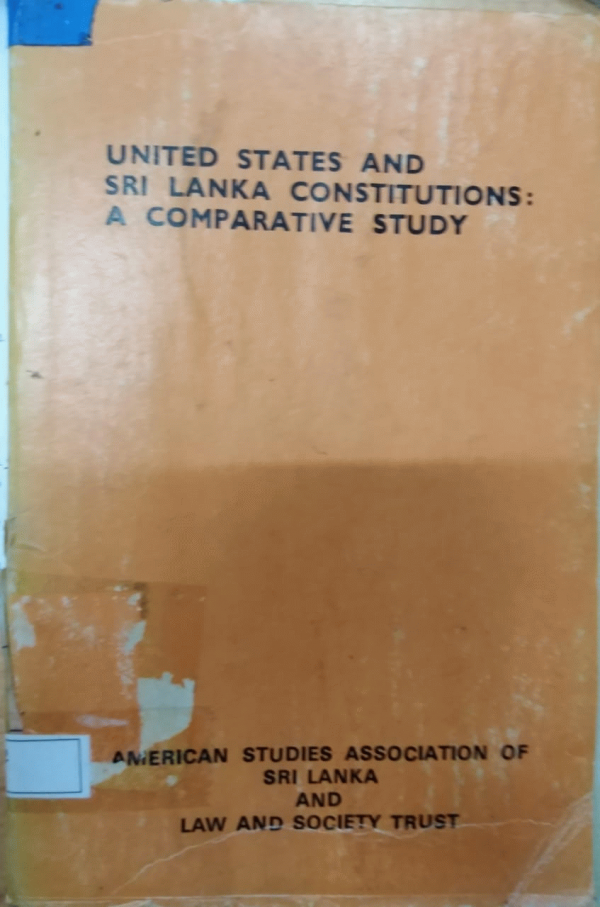 UNITED STATES AND
SRI LANKA CONSTITUTIONS:
A COMPARATIVE STUDY
AMERICAN STUDIES ASSOCIATION OF
SRI LANKA
AND
LAW AND SOCIETY TRUST